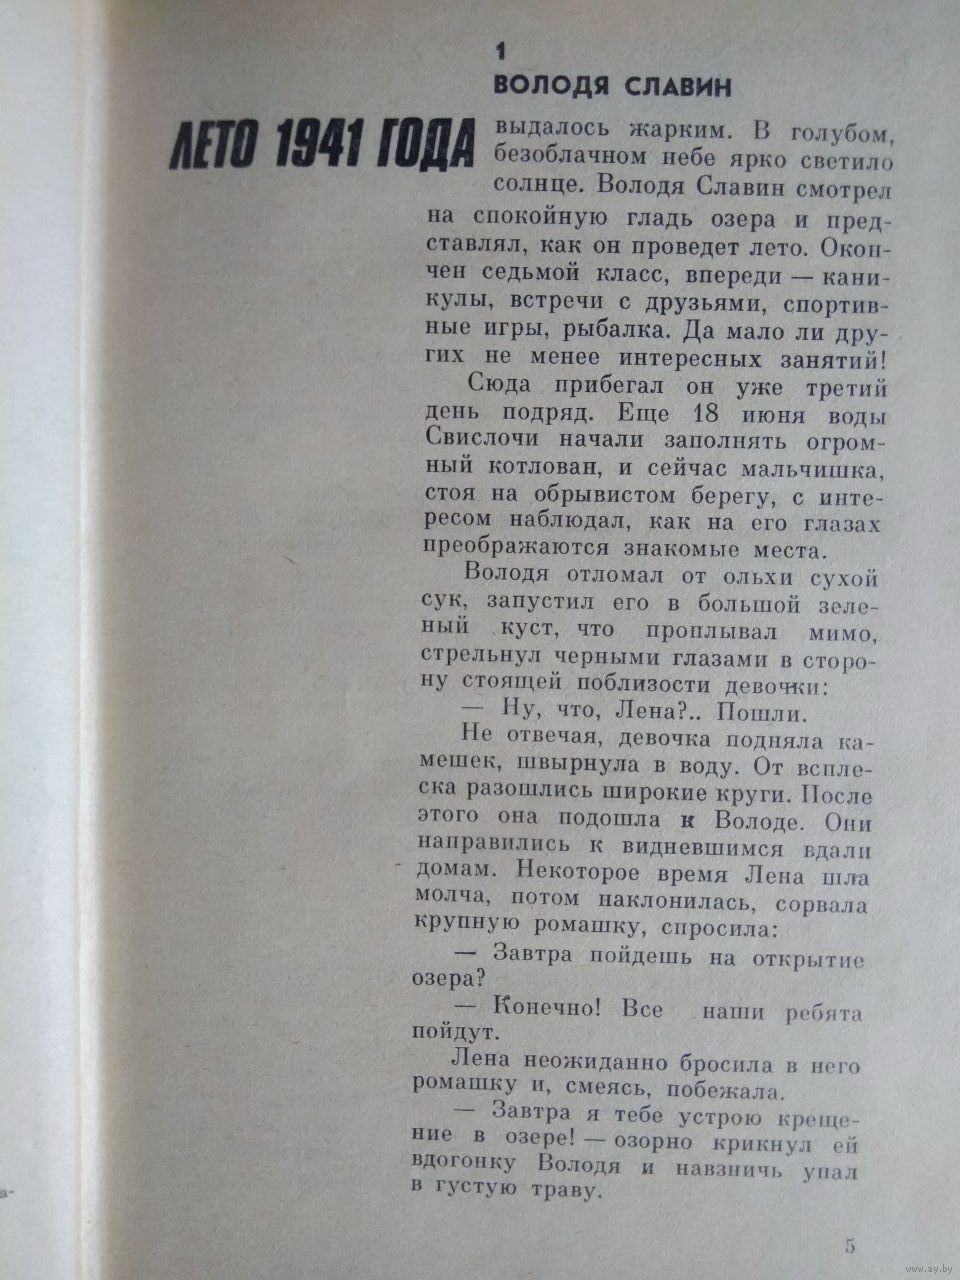 1
ВОЛОДЯ СЛАВИН
ЛЕТО 1941 ГОДА выдалось жарким. В голубом,
безоблачном небе ярко светило
солнце. Володя Славин смотрел
на спокойную гладь озера и пред-
ставлял, как он проведет лето. Окон-
чен седьмой класс, впереди — кани-
кулы, встречи с друзьями, спортив-
ные игры, рыбалка. Да мало ли дру-
гих не менее интересных занятий!
Сюда прибегал он уже третий
день подряд. Еще 18 июня воды
Свислочи начали заполнять огром-
ный котлован, и сейчас мальчишка,
стоя на обрывистом берегу, с инте-
ресом наблюдал, как на его глазах
преображаются знакомые места.
Володя отломал от ольхи сухой
сук, запустил его в большой зеле-
ный куст, что проплывал мимо,
стрельнул черными глазами в сторо-
ну стоящей поблизости девочки:
— Ну, что, Лена?.. Пошли.
Не отвечая, девочка подняла ка-
мешек, швырнула в воду. От вспле-
ска разошлись широкие круги. После
этого она подошла к Володе. Они
направились к видневшимся вдали
домам. Некоторое время Лена шла
молча, потом наклонилась, сорвала
крупную ромашку, спросила:
— Завтра пойдешь на открытие
озера?
— Конечно! Все наши ребята
пойдут.
Лена неожиданно бросила в него
ромашку и, смеясь, побежала.
— Завтра я тебе устрою креще-
ние в озере! — озорно крикнул ей
вдогонку Володя и навзничь упал
в густую траву.
а-
5
www.ay.by